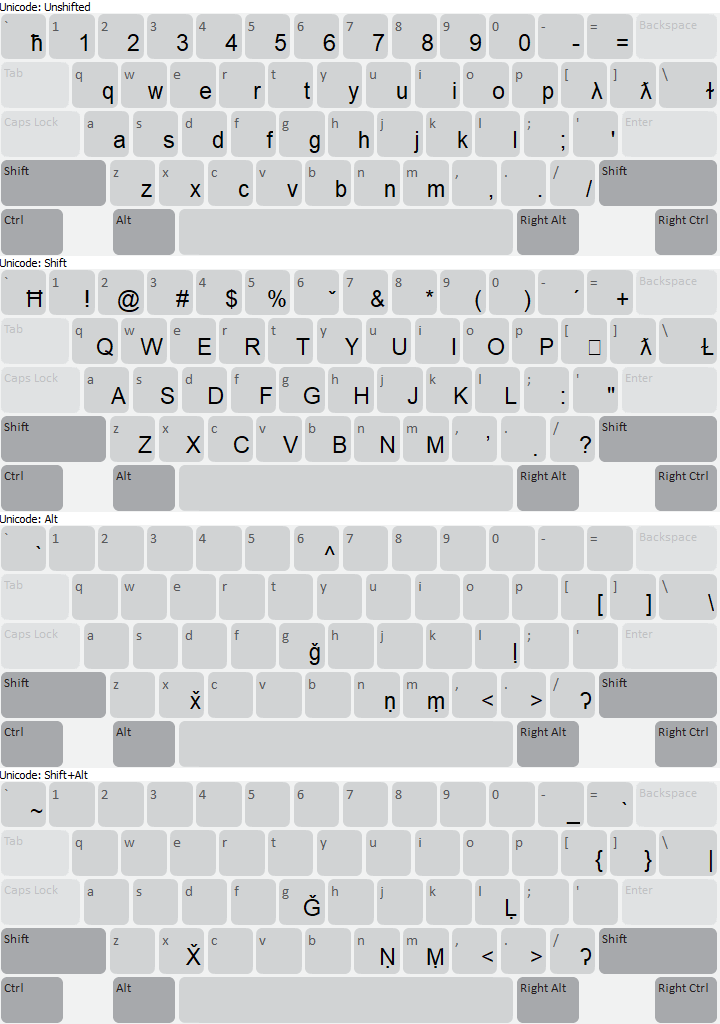 Unicode: Unshifted
` ħ 1 1 2 2 3 3 4 4 5 5 6 6 7 7 8 8 9 9 0 0 - - = = Backspace
Tab q q w w e e r r t t y y u u i i o o p p [ λ ] ƛ \ ł
Caps Lock a a s s d d f f g g h h j j k k l l ; ; ' ' Enter
Shift z z x x c c v v b b n n m m , , . . / / Shift
Ctrl Alt Right Alt Right Ctrl
Unicode: Shift
` Ħ 1 ! 2 @ 3 # 4 $ 5 % 6 ˇ 7 & 8 * 9 ( 0 ) - ´ = + Backspace
Tab q Q w W e E r R t T y Y u U i I o O p P [ □ ] ƛ \ Ł
Caps Lock a A s S d D f F g G h H j J k K l L ; : ' " Enter
Shift z Z x X c C v V b B n N m M , ʼ . . / ? Shift
Ctrl Alt Right Alt Right Ctrl
Unicode: Alt
` ` 1 2 3 4 5 6 ^ 7 8 9 0 - = Backspace
Tab q w e r t y u i o p [ [ ] ] \ \
Caps Lock a s d f g ǧ h j k l ḷ ; ' Enter
Shift z x x̌ c v b n ṇ m ṃ , < . > / ʔ Shift
Ctrl Alt Right Alt Right Ctrl
Unicode: Shift+Alt
` ~ 1 2 3 4 5 6 7 8 9 0 - _ = ` Backspace
Tab q w e r t y u i o p [ { ] } \ |
Caps Lock a s d f g Ǧ h j k l Ḷ ; ' Enter
Shift z x X̌ c v b n Ṇ m Ṃ , < . > / ʔ Shift
Ctrl Alt Right Alt Right Ctrl